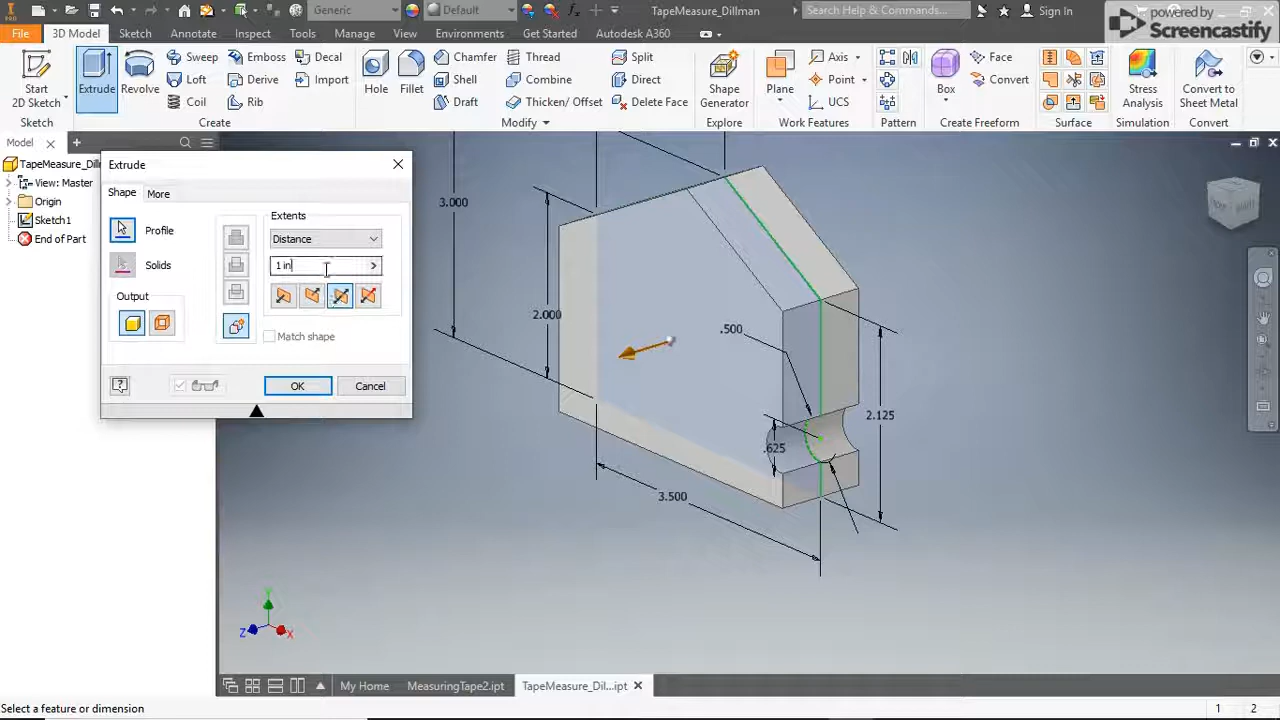 PRO
Generic
Default
TapeMeasure_Dillman
Search Help & Commands...
Sign In
powered by
Screencastify
File
3D Model
Sketch
Annotate
Inspect
Tools
Manage
View
Environments
Get Started
Autodesk A360
Start
2D Sketch
Extrude
Revolve
Sweep
Emboss
Decal
Loft
Derive
Import
Coil
Rib
Hole
Fillet
Chamfer
Thread
Split
Shell
Combine
Direct
Draft
Thicken/ Offset
Delete Face
Shape
Generator
Plane
Axis
Point
UCS
Box
Face
Convert
Stress
Analysis
Convert to
Sheet Metal
Sketch
Create
Modify
Explore
Work Features
Pattern
Create Freeform
Surface
Simulation
Convert
Model
TapeMeasure_Dill
View: Master
Origin
Sketch1
End of Part
Extrude
Shape
More
Profile
Solids
Output
Extents
Distance
1 in
Match shape
OK
Cancel
3.000
2.000
.500
2.125
.625
3.500
Y
Z
X
My Home
MeasuringTape2.ipt
TapeMeasure_Dil...ipt
Select a feature or dimension
1
2